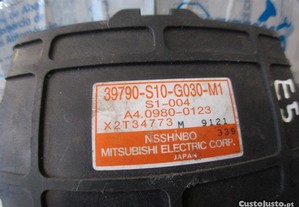 39790-S10-G030-M1
S1-004
A4.0980-0123
X2T34773 M 9121
339
NSSHNBO
MITSUBISHI ELECTRIC CORP.
JAPAN
E5
CustoJusto.pt